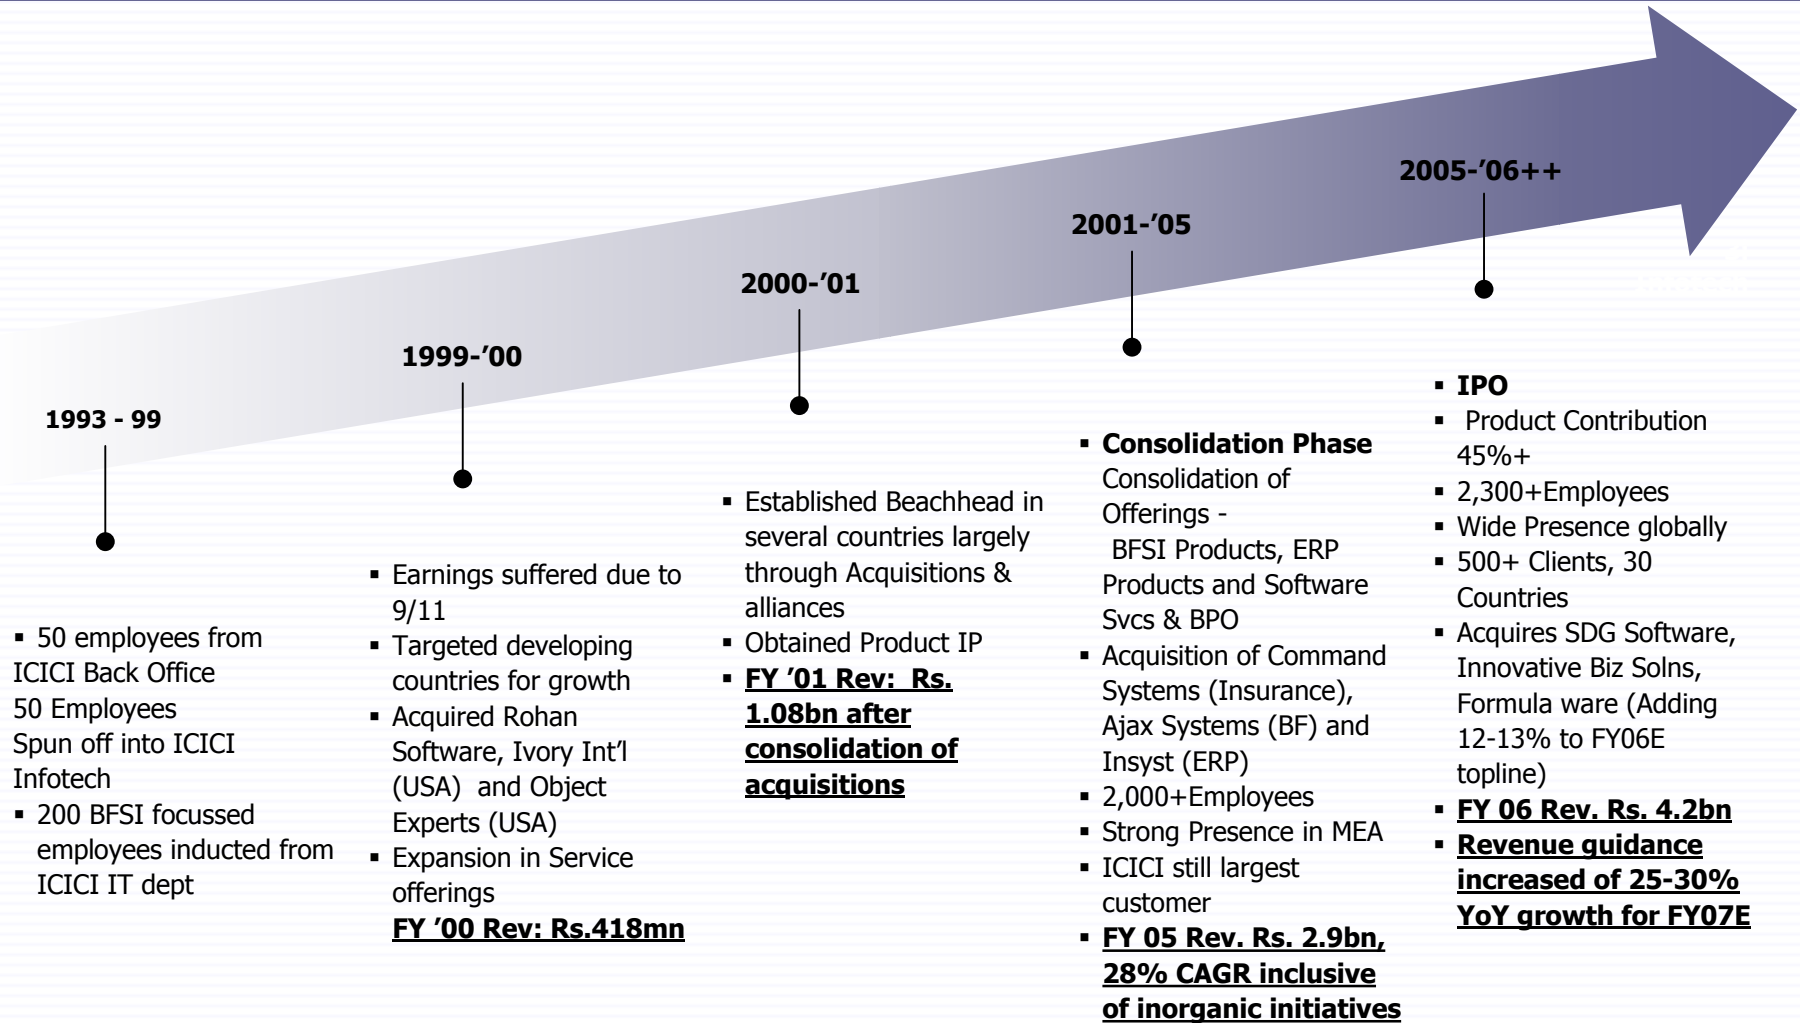 1993 - 99
▪ 50 employees from
ICICI Back Office
50 Employees
Spun off into ICICI
Infotech
▪ 200 BFSI focussed
employees inducted from
ICICI IT dept
1999-’00
▪ Earnings suffered due to
9/11
▪ Targeted developing
countries for growth
▪ Acquired Rohan
Software, Ivory Int’l
(USA) and Object
Experts (USA)
▪ Expansion in Service
offerings
FY ’00 Rev: Rs.418mn
2000-’01
▪ Established Beachhead in
several countries largely
through Acquisitions &
alliances
▪ Obtained Product IP
▪ FY ’01 Rev: Rs.
1.08bn after
consolidation of
acquisitions
2001-’05
▪ Consolidation Phase
Consolidation of
Offerings -
BFSI Products, ERP
Products and Software
Svcs & BPO
▪ Acquisition of Command
Systems (Insurance),
Ajax Systems (BF) and
Insyst (ERP)
▪ 2,000+Employees
▪ Strong Presence in MEA
▪ ICICI still largest
customer
▪ FY 05 Rev. Rs. 2.9bn,
28% CAGR inclusive
of inorganic initiatives
2005-’06++
▪ IPO
▪ Product Contribution
45%+
▪ 2,300+Employees
▪ Wide Presence globally
▪ 500+ Clients, 30
Countries
▪ Acquires SDG Software,
Innovative Biz Solns,
Formula ware (Adding
12-13% to FY06E
topline)
▪ FY 06 Rev. Rs. 4.2bn
▪ Revenue guidance
increased of 25-30%
YoY growth for FY07E